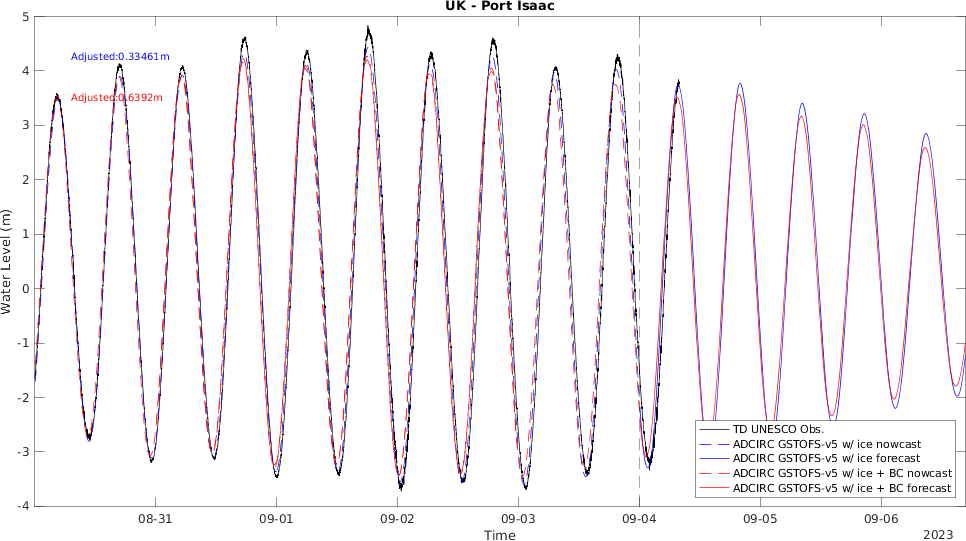 UK - Port Isaac
5
4
3
2
1
0
-1
-2
-3
-4
Water Level (m)
Adjusted:0.33461m
Adjusted:0.6392m
TD UNESCO Obs.
ADCIRC GSTOFS-v5 w/ ice nowcast
ADCIRC GSTOFS-v5 w/ ice forecast
ADCIRC GSTOFS-v5 w/ ice + BC nowcast
ADCIRC GSTOFS-v5 w/ ice + BC forecast
08-31 09-01 09-02 09-03 09-04 09-05 09-06
Time
2023